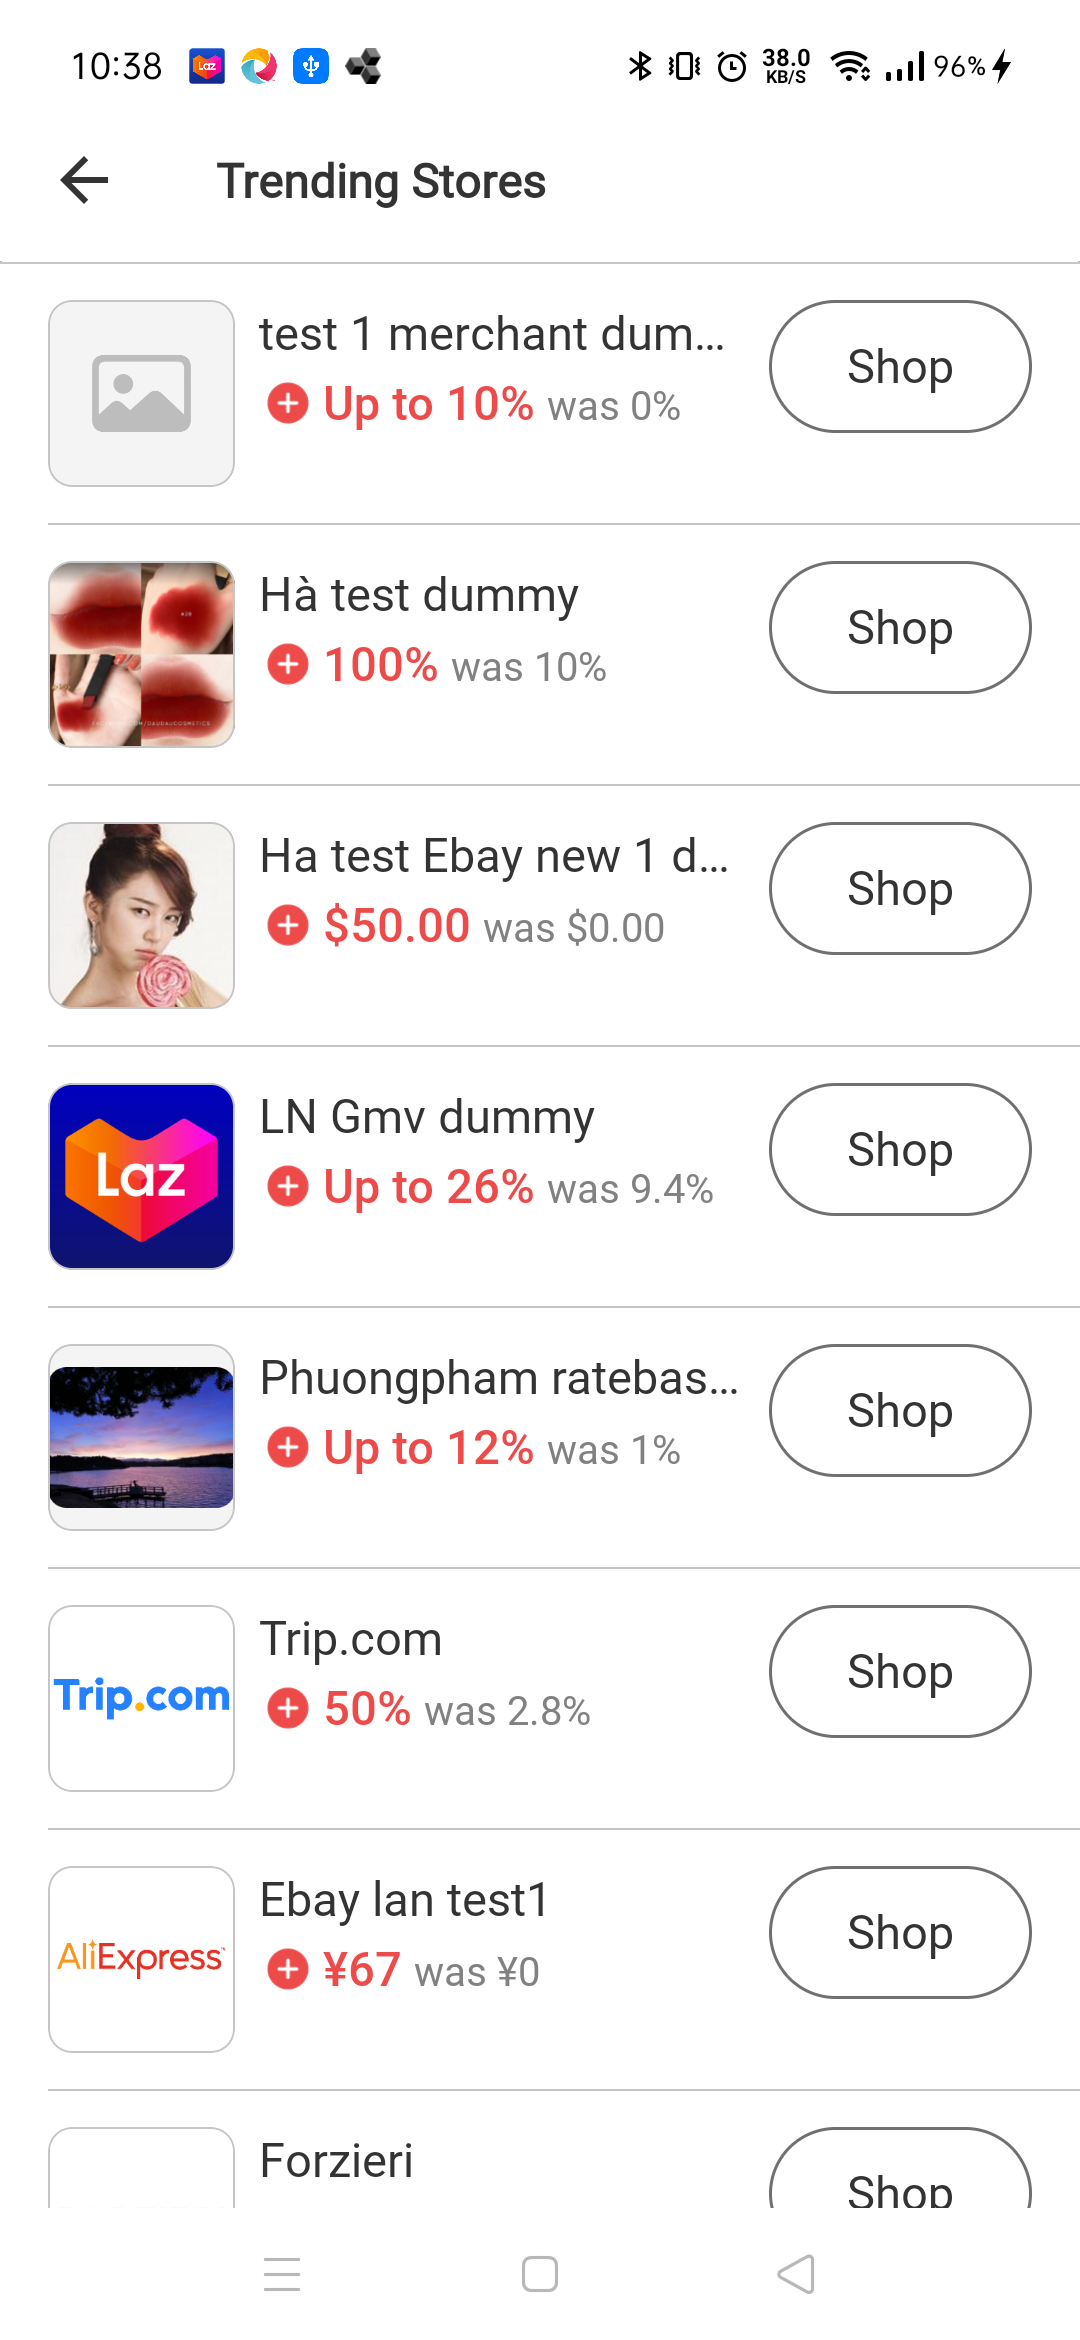 10:38 Laz 38.0 KB/S 96%
Trending Stores
test 1 merchant dum...
Up to 10% was 0%
Shop
Hà test dummy
100% was 10%
Shop
Ha test Ebay new 1 d...
$50.00 was $0.00
Shop
Laz
LN Gmv dummy
Up to 26% was 9.4%
Shop
Phuongpham ratebas...
Up to 12% was 1%
Shop
Trip.com
Trip.com
50% was 2.8%
Shop
AliExpress
Ebay lan test1
¥67 was ¥0
Shop
Forzieri
Shop